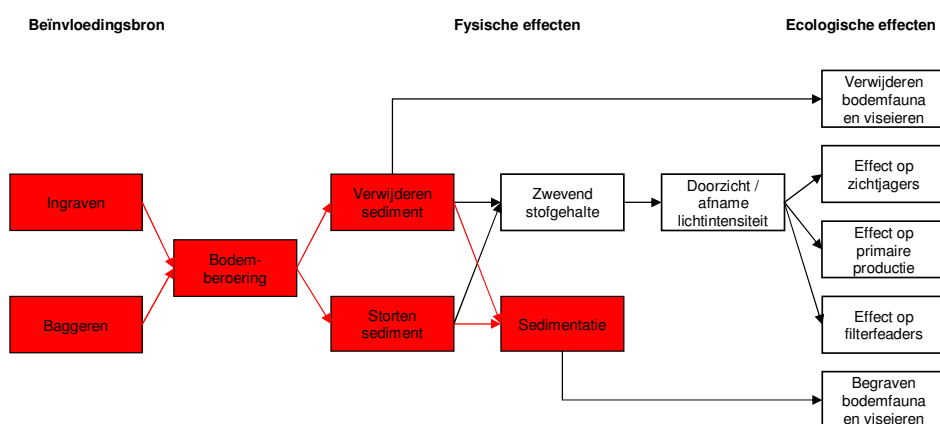 Beïnvloedingsbron
Fysische effecten
Ecologische effecten
Verwijderen
bodemfauna
en viseieren
Ingraven
Verwijderen
sediment
Zwevend
stofgehalte
Doorzicht /
afname
lichtintensiteit
Effect op
zichtjagers
Bodem-
beroering
Effect op
primaire
productie
Baggeren
Storten
sediment
Sedimentatie
Effect op
filterfeaders
Begraven
bodemfauna
en viseieren